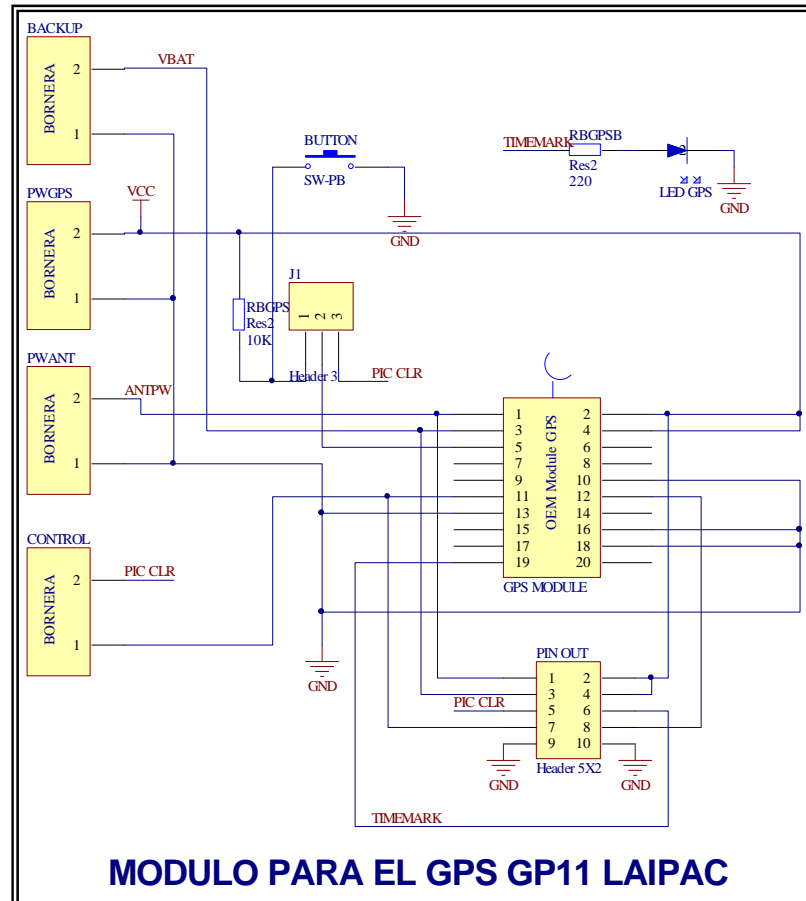 BACKUP
BORNERA
2
1
VBAT
BUTTON
SW-PB
GND
TIMEMARK
RBGPSB
Res2
220
LED GPS
GND
PWGPS
BORNERA
2
1
VCC
RBGPS
Res2
10K
J1
1
2
3
Header 3
PIC CLR
PWANT
BORNERA
2
1
ANTPW
OEM Module GPS
1 2
3 4
5 6
7 8
9 10
11 12
13 14
15 16
17 18
19 20
GPS MODULE
CONTROL
BORNERA
2
1
PIC CLR
GND
PIN OUT
1 2
3 4
5 6
7 8
9 10
PIC CLR
GND
GND
Header 5X2
TIMEMARK
MODULO PARA EL GPS GP11 LAIPAC